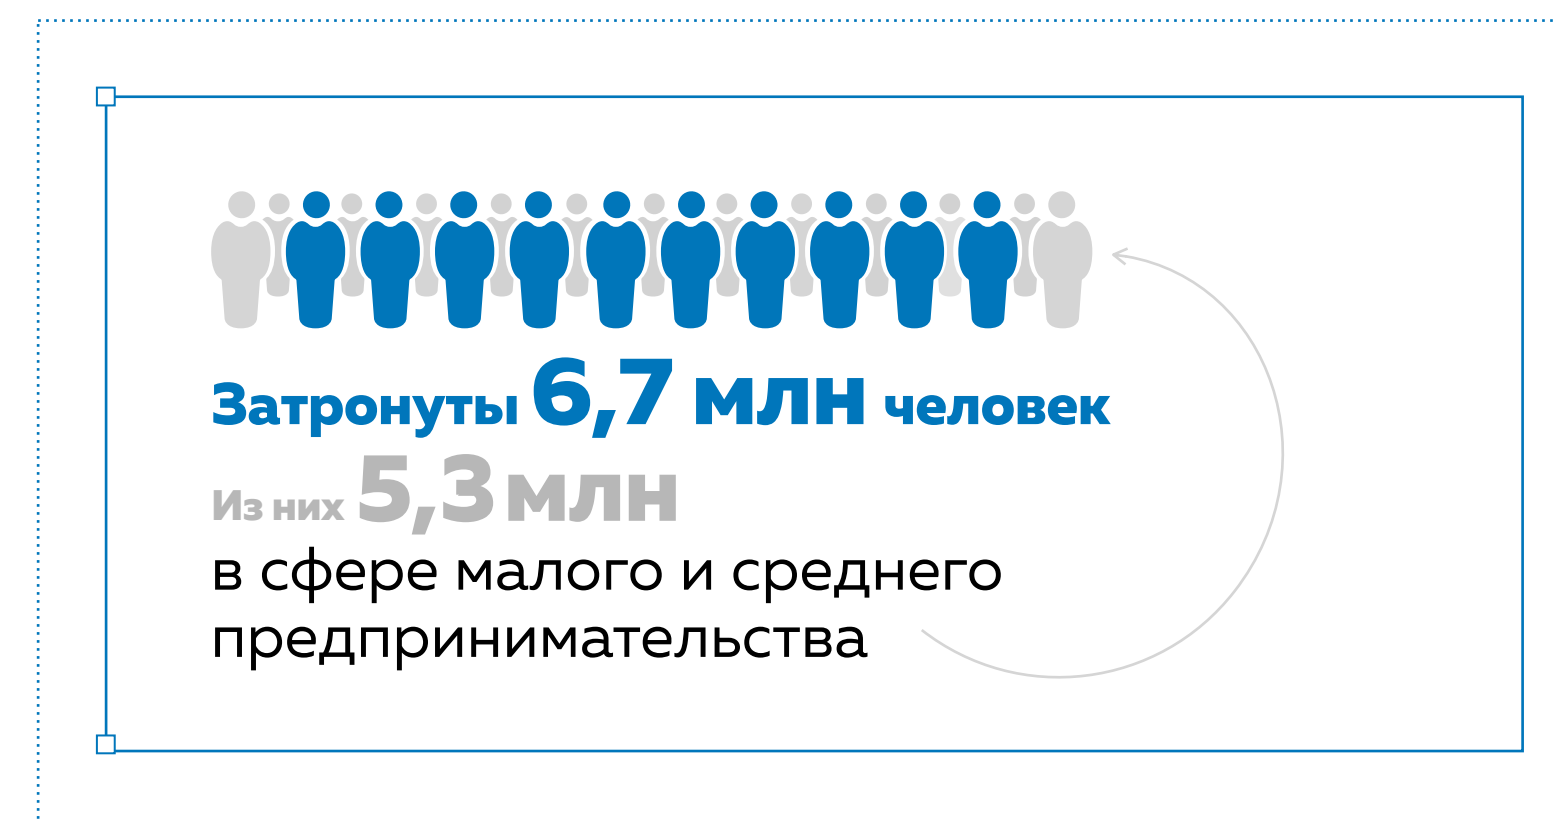 Затронуты 6,7 млн человек
Из них 5,3 млн
в сфере малого и среднего
предпринимательства